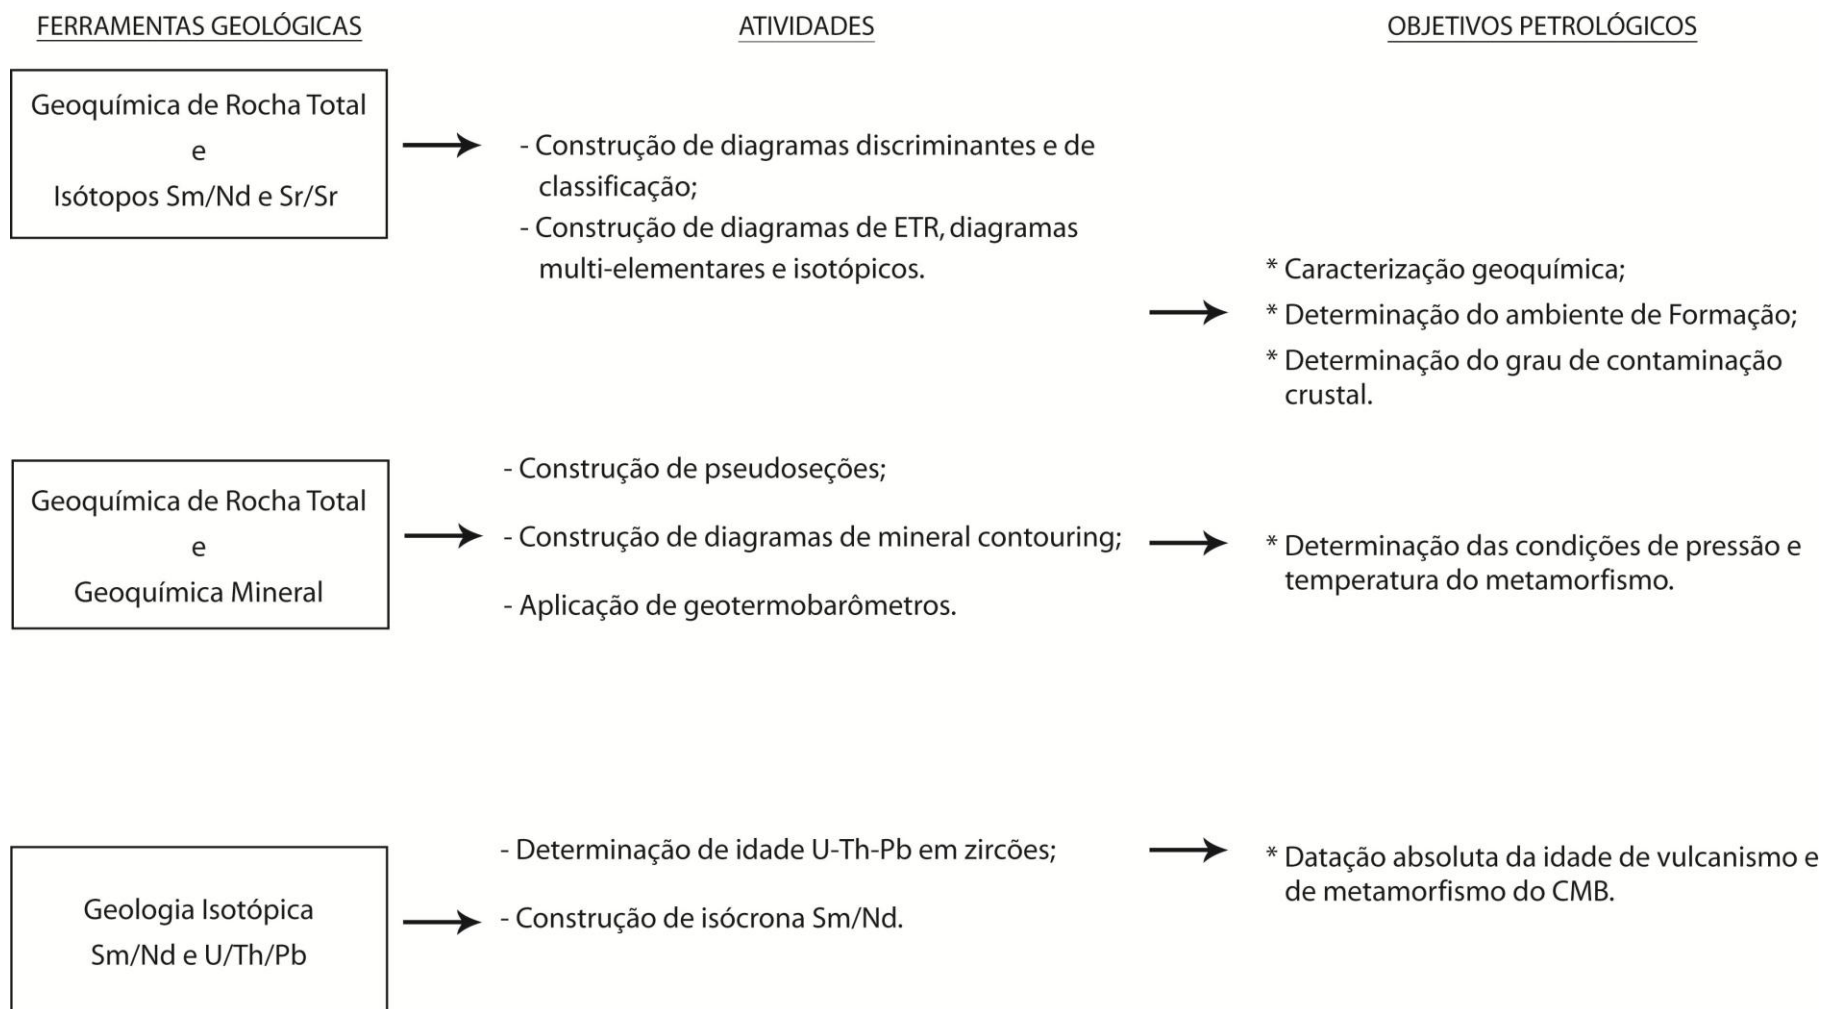 FERRAMENTAS GEOLÓGICAS
ATIVIDADES
OBJETIVOS PETROLÓGICOS
Geoquímica de Rocha Total
e
Isótopos Sm/Nd e Sr/Sr
- Construção de diagramas discriminantes e de
classificação;
- Construção de diagramas de ETR, diagramas
multi-elementares e isotópicos.
* Caracterização geoquímica;
* Determinação do ambiente de Formação;
* Determinação do grau de contaminação
crustal.
Geoquímica de Rocha Total
e
Geoquímica Mineral
- Construção de pseudoseções;
- Construção de diagramas de mineral contouring;
- Aplicação de geotermobarômetros.
* Determinação das condições de pressão e
temperatura do metamorfismo.
Geologia Isotópica
Sm/Nd e U/Th/Pb
- Determinação de idade U-Th-Pb em zircões;
- Construção de isócrona Sm/Nd.
* Datação absoluta da idade de vulcanismo e
de metamorfismo do CMB.